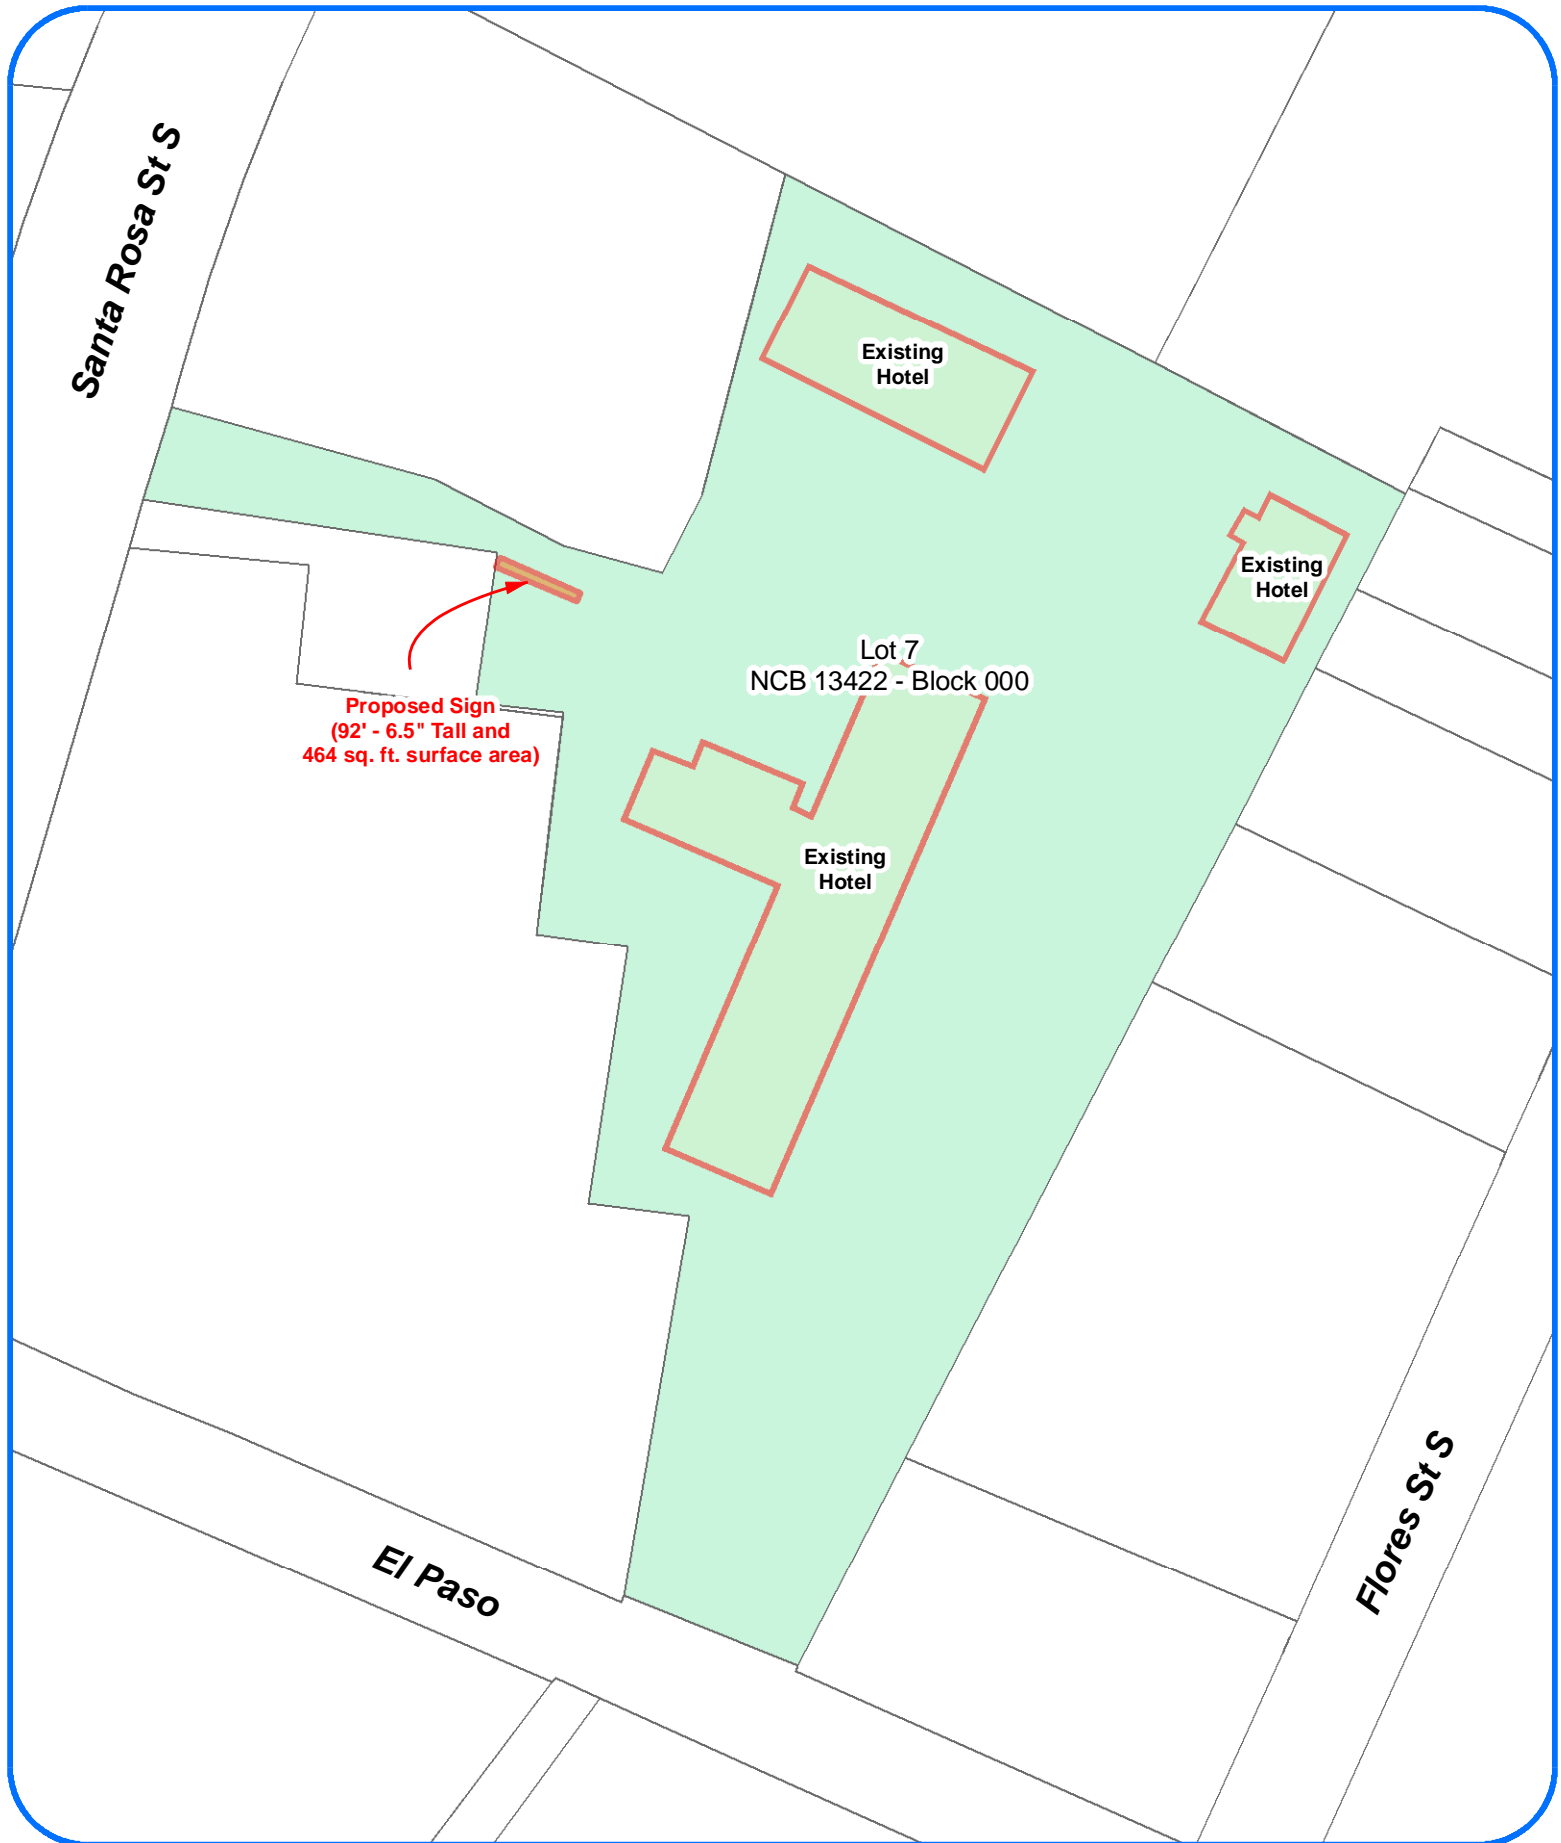 Santa Rosa St S
Existing
Hotel
Existing
Hotel
Lot 7
NCB 13422 - Block 000
Proposed Sign
(92' - 6.5" Tall and
464 sq. ft. surface area)
Existing
Hotel
El Paso
Flores St S